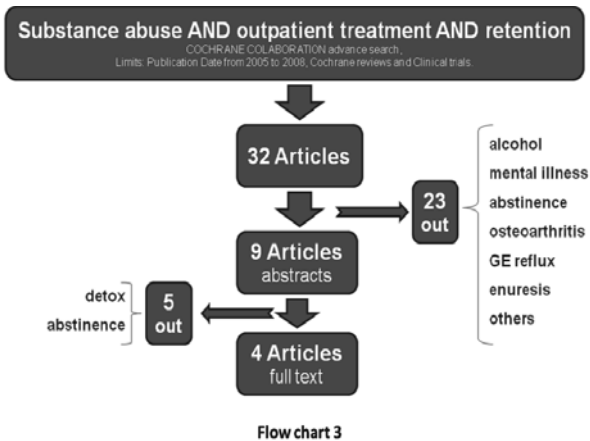 Substance abuse AND outpatient treatment AND retention
COCHRANE COLABORATION advance search,
Limits: Publication Date from 2005 to 2008, Cochrane reviews and Clinical trials.
32 Articles
23
out
alcohol
mental illness
abstinence
osteoarthritis
GE reflux
enuresis
others
9 Articles
abstracts
5
out
detox
abstinence
4 Articles
full text
Flow chart 3